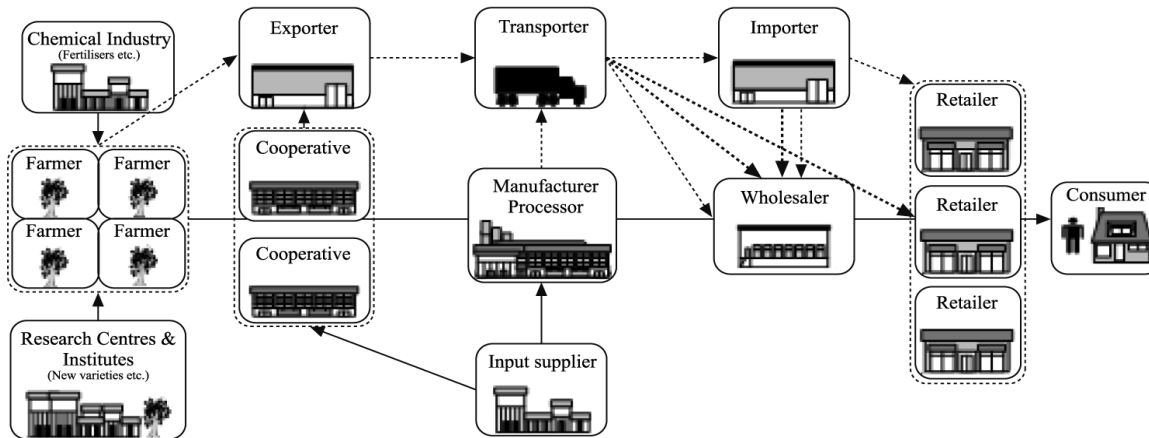 Chemical Industry
(Fertilisers etc.)
Exporter
Transporter
Importer
Retailer
Farmer
Farmer
Cooperative
Manufacturer
Processor
Wholesaler
Retailer
Consumer
Farmer
Farmer
Cooperative
Retailer
Research Centres &
Institutes
(New varieties etc.)
Input supplier